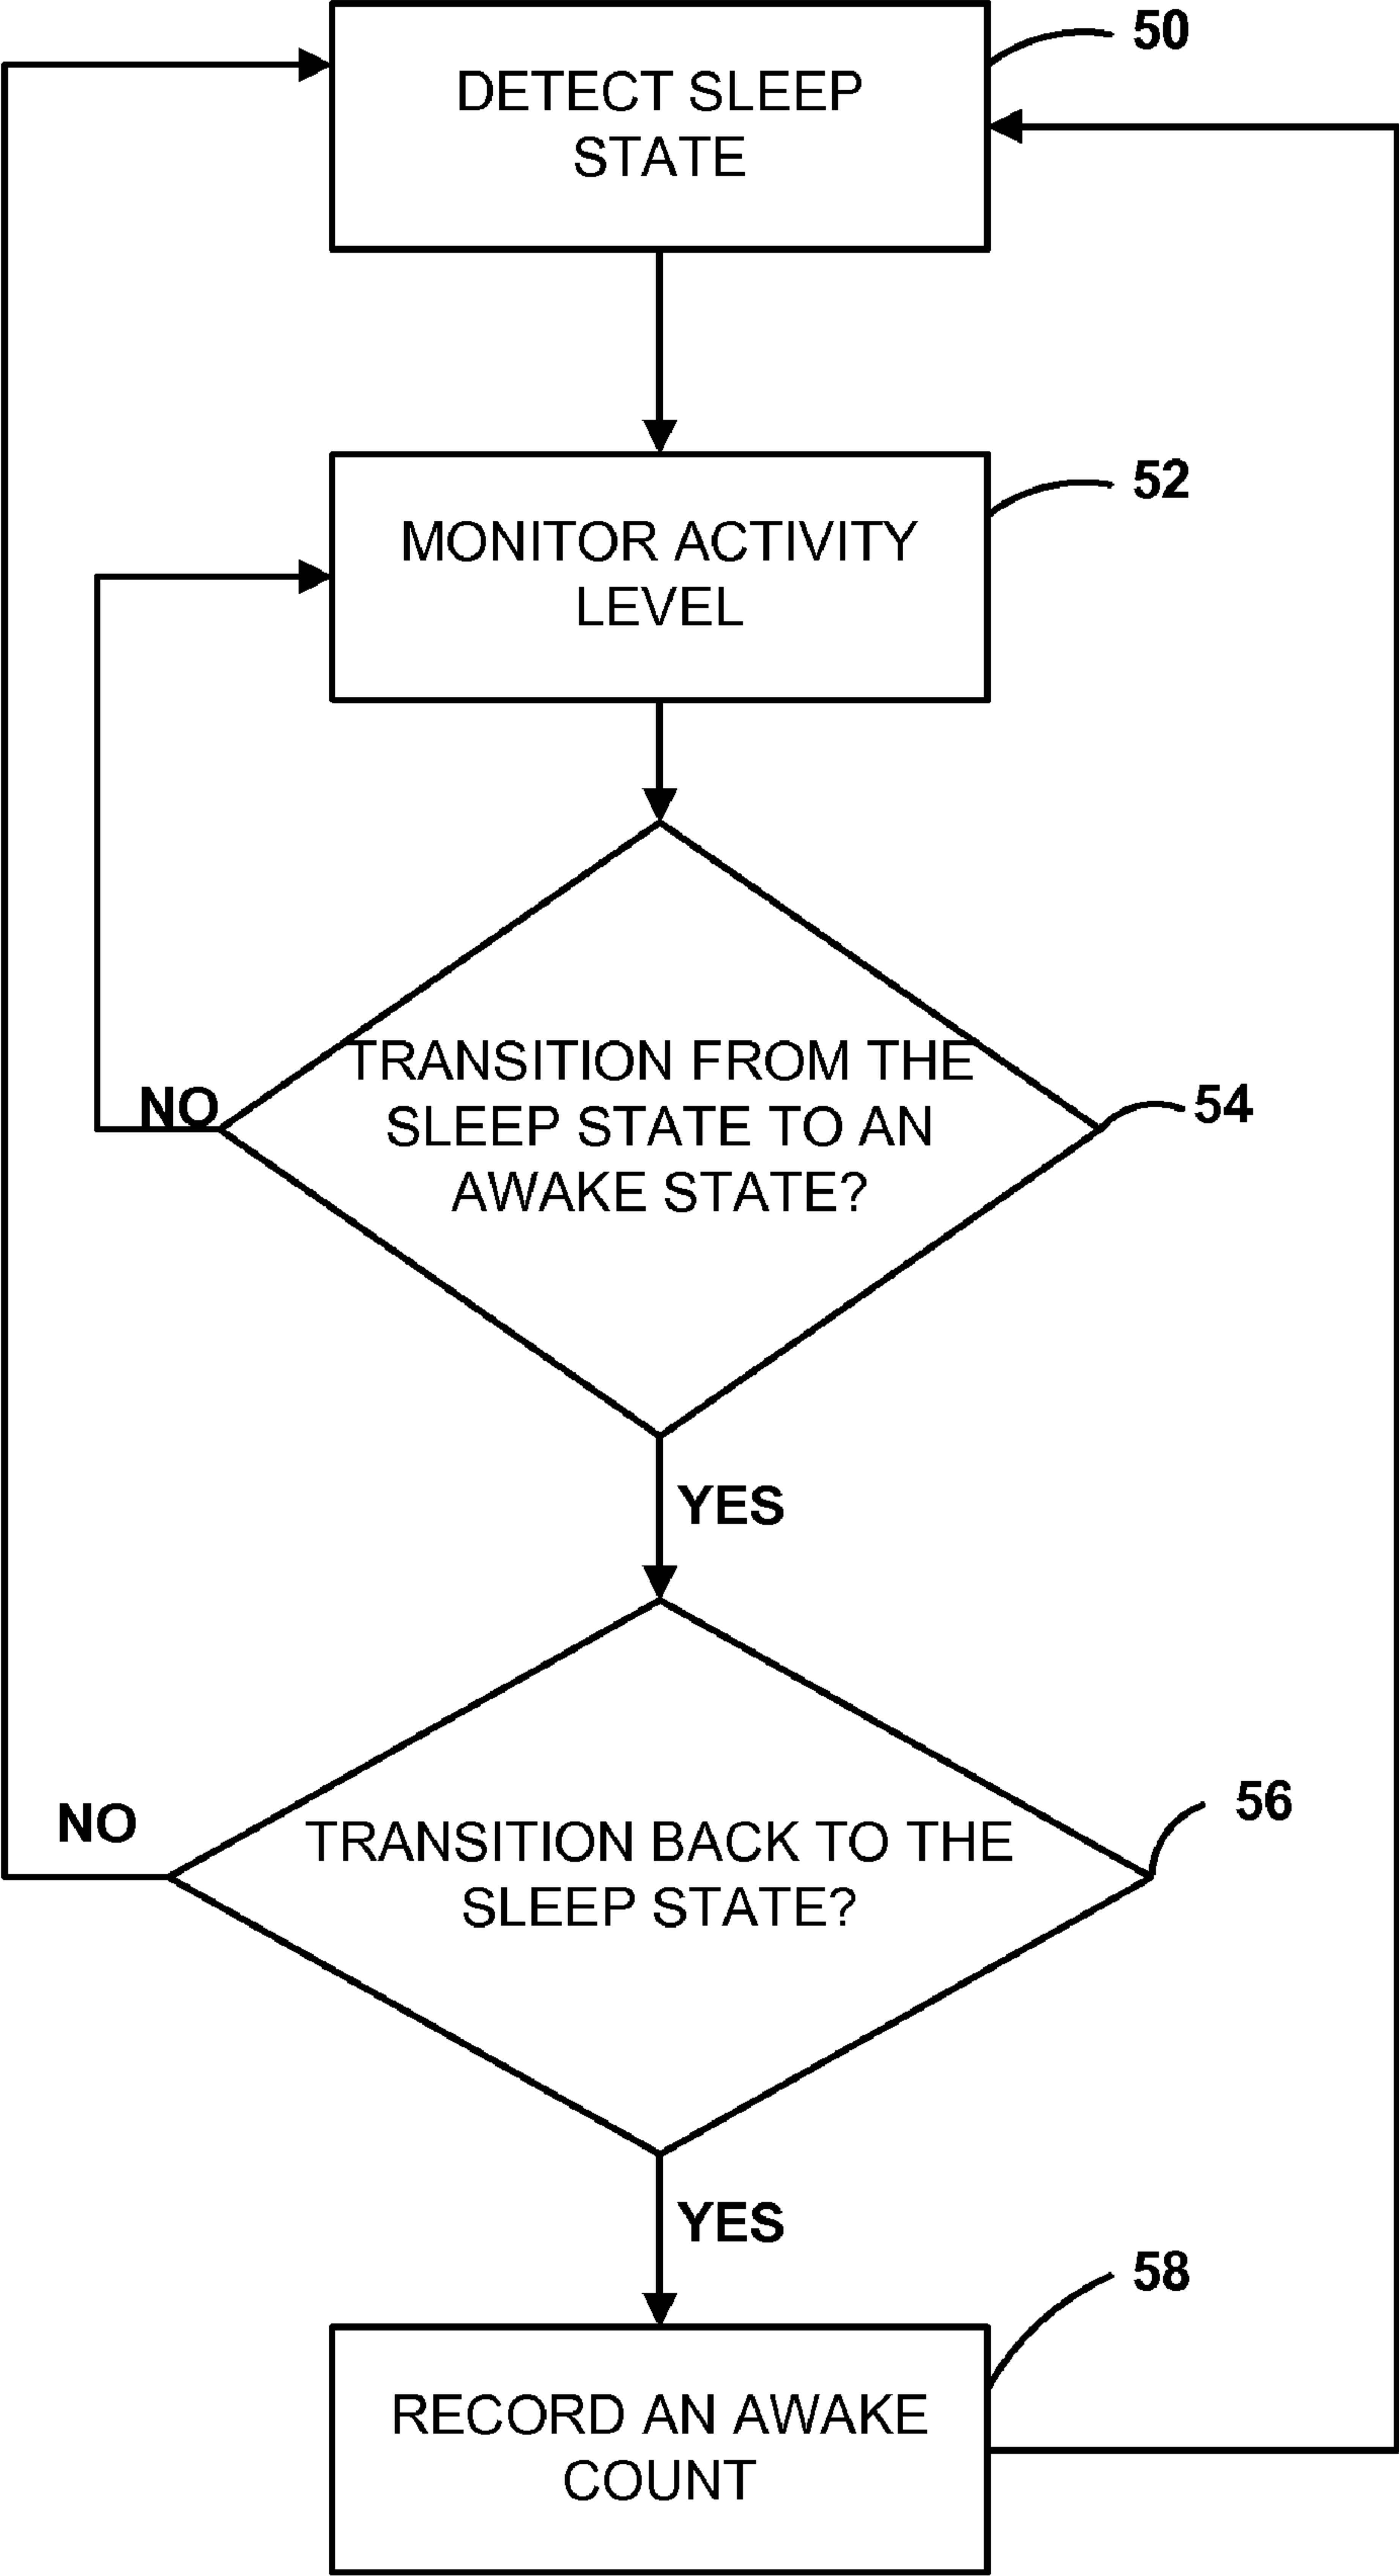 50
DETECT SLEEP
STATE
52
MONITOR ACTIVITY
LEVEL
TRANSITION FROM THE
SLEEP STATE TO AN
AWAKE STATE?
NO
54
YES
TRANSITION BACK TO THE
SLEEP STATE?
NO
56
YES
58
RECORD AN AWAKE
COUNT